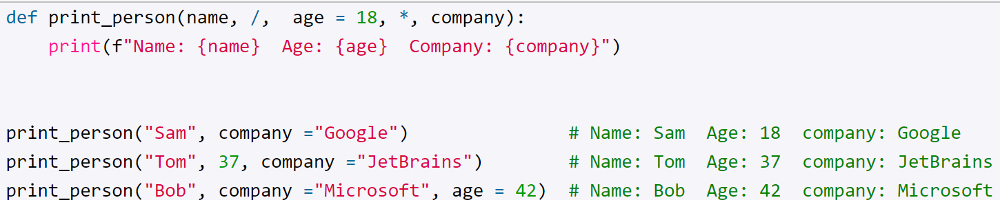 def print_person(name, /,  age = 18, *, company):
    print(f"Name: {name}  Age: {age}  Company: {company}")
print_person("Sam", company ="Google")               # Name: Sam  Age: 18  company: Google
print_person("Tom", 37, company ="JetBrains")        # Name: Tom  Age: 37  company: JetBrains
print_person("Bob", company ="Microsoft", age = 42)  # Name: Bob  Age: 42  company: Microsoft